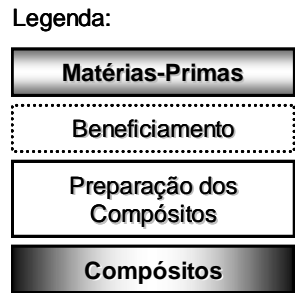 Legenda:
Matérias-Primas
Beneficiamento
Preparação dos
Compósitos
Compósitos